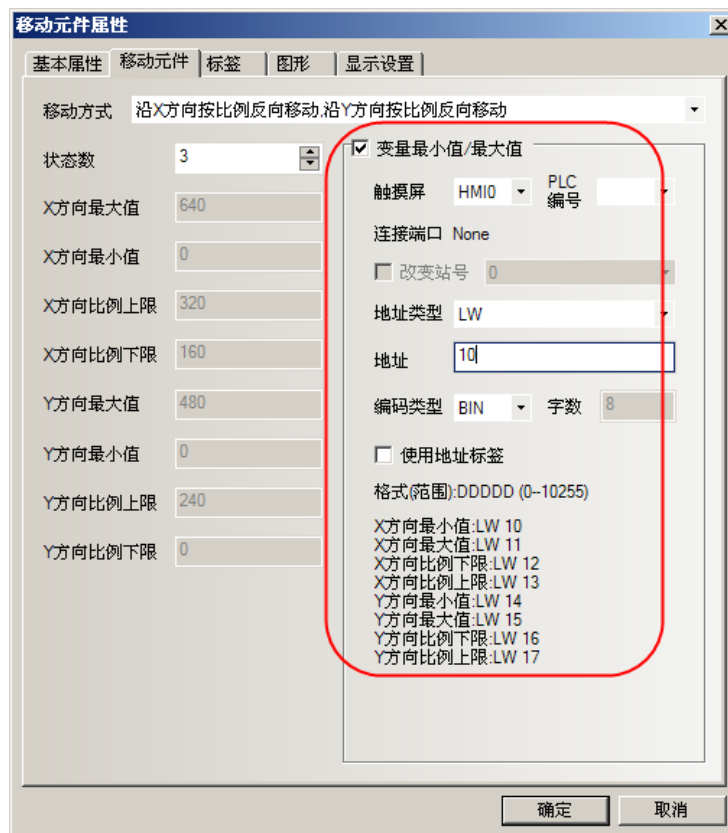 移动元件属性
基本属性 移动元件 标签 图形 显示设置
移动方式 沿X方向按比例反向移动,沿Y方向按比例反向移动
状态数 3
X方向最大值 640
X方向最小值 0
X方向比例上限 320
X方向比例下限 160
Y方向最大值 480
Y方向最小值 0
Y方向比例上限 240
Y方向比例下限 0
变量最小值/最大值
触摸屏 HMI0 PLC编号
连接端口 None
改变站号 0
地址类型 LW
地址 10
编码类型 BIN 字数 8
使用地址标签
格式(范围):DDDDD (0--10255)
X方向最小值:LW 10
X方向最大值:LW 11
X方向比例下限:LW 12
X方向比例上限:LW 13
Y方向最小值:LW 14
Y方向最大值:LW 15
Y方向比例下限:LW 16
Y方向比例上限:LW 17
确定 取消